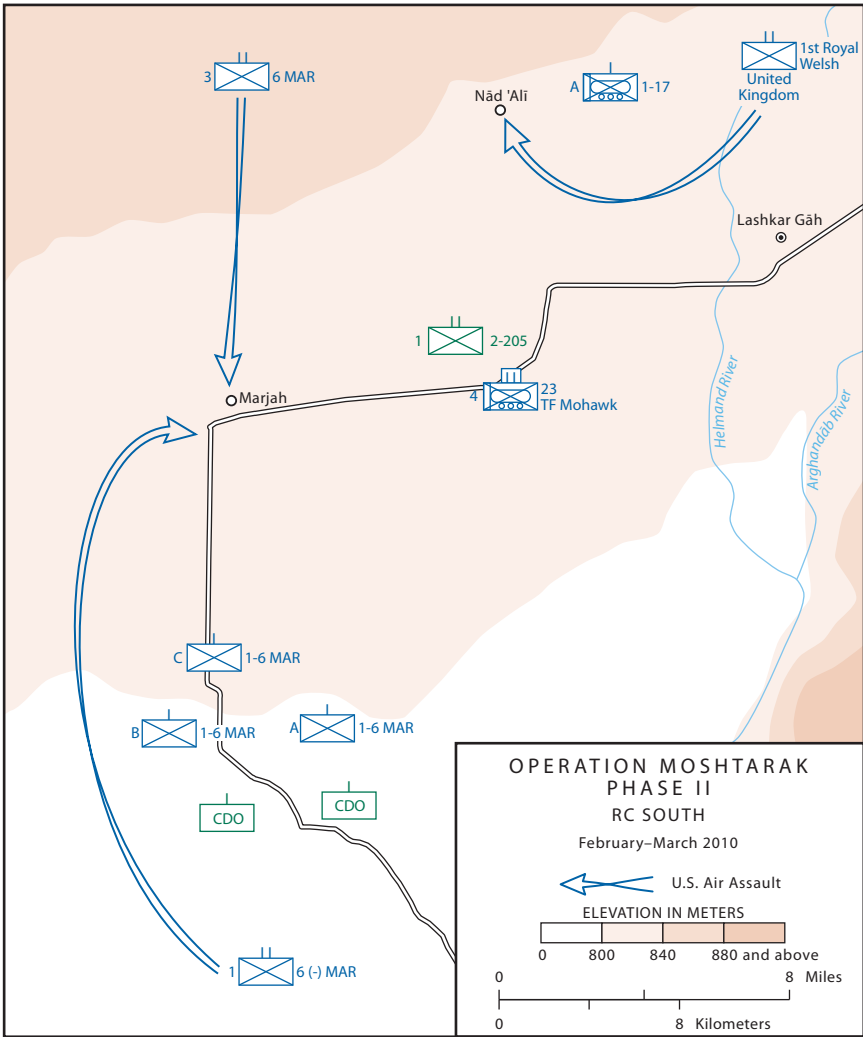 3 6 MAR
Nād 'Alī
A 1-17
1st Royal
Welsh
United
Kingdom
Lashkar Gāh
1 2-205
4 23
TF Mohawk
Marjah
Helmand River
Arghandāb River
C 1-6 MAR
B 1-6 MAR
A 1-6 MAR
CDO
CDO
1 6 (-) MAR
OPERATION MOSHTARAK
PHASE II
RC SOUTH
February–March 2010
U.S. Air Assault
ELEVATION IN METERS
0 800 840 880 and above
0 8 Miles
0 8 Kilometers